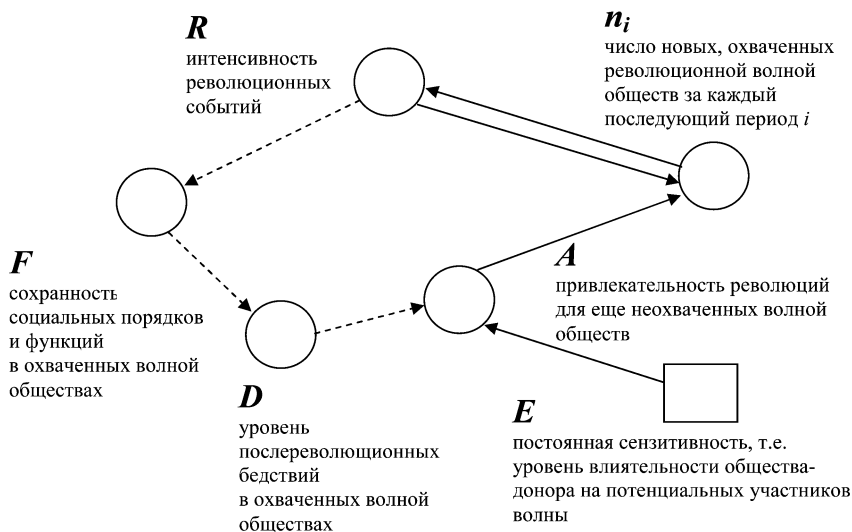 R
интенсивность
революционных
событий
n_i
число новых, охваченных
революционной волной
обществ за каждый
последующий период i
F
сохранность
социальных порядков
и функций
в охваченных волной
обществах
D
уровень
послереволюционных
бедствий
в охваченных волной
обществах
A
привлекательность революций
для еще неохваченных волной
обществ
E
постоянная сензитивность, т.е.
уровень влиятельности общества-
донора на потенциальных участников
волны